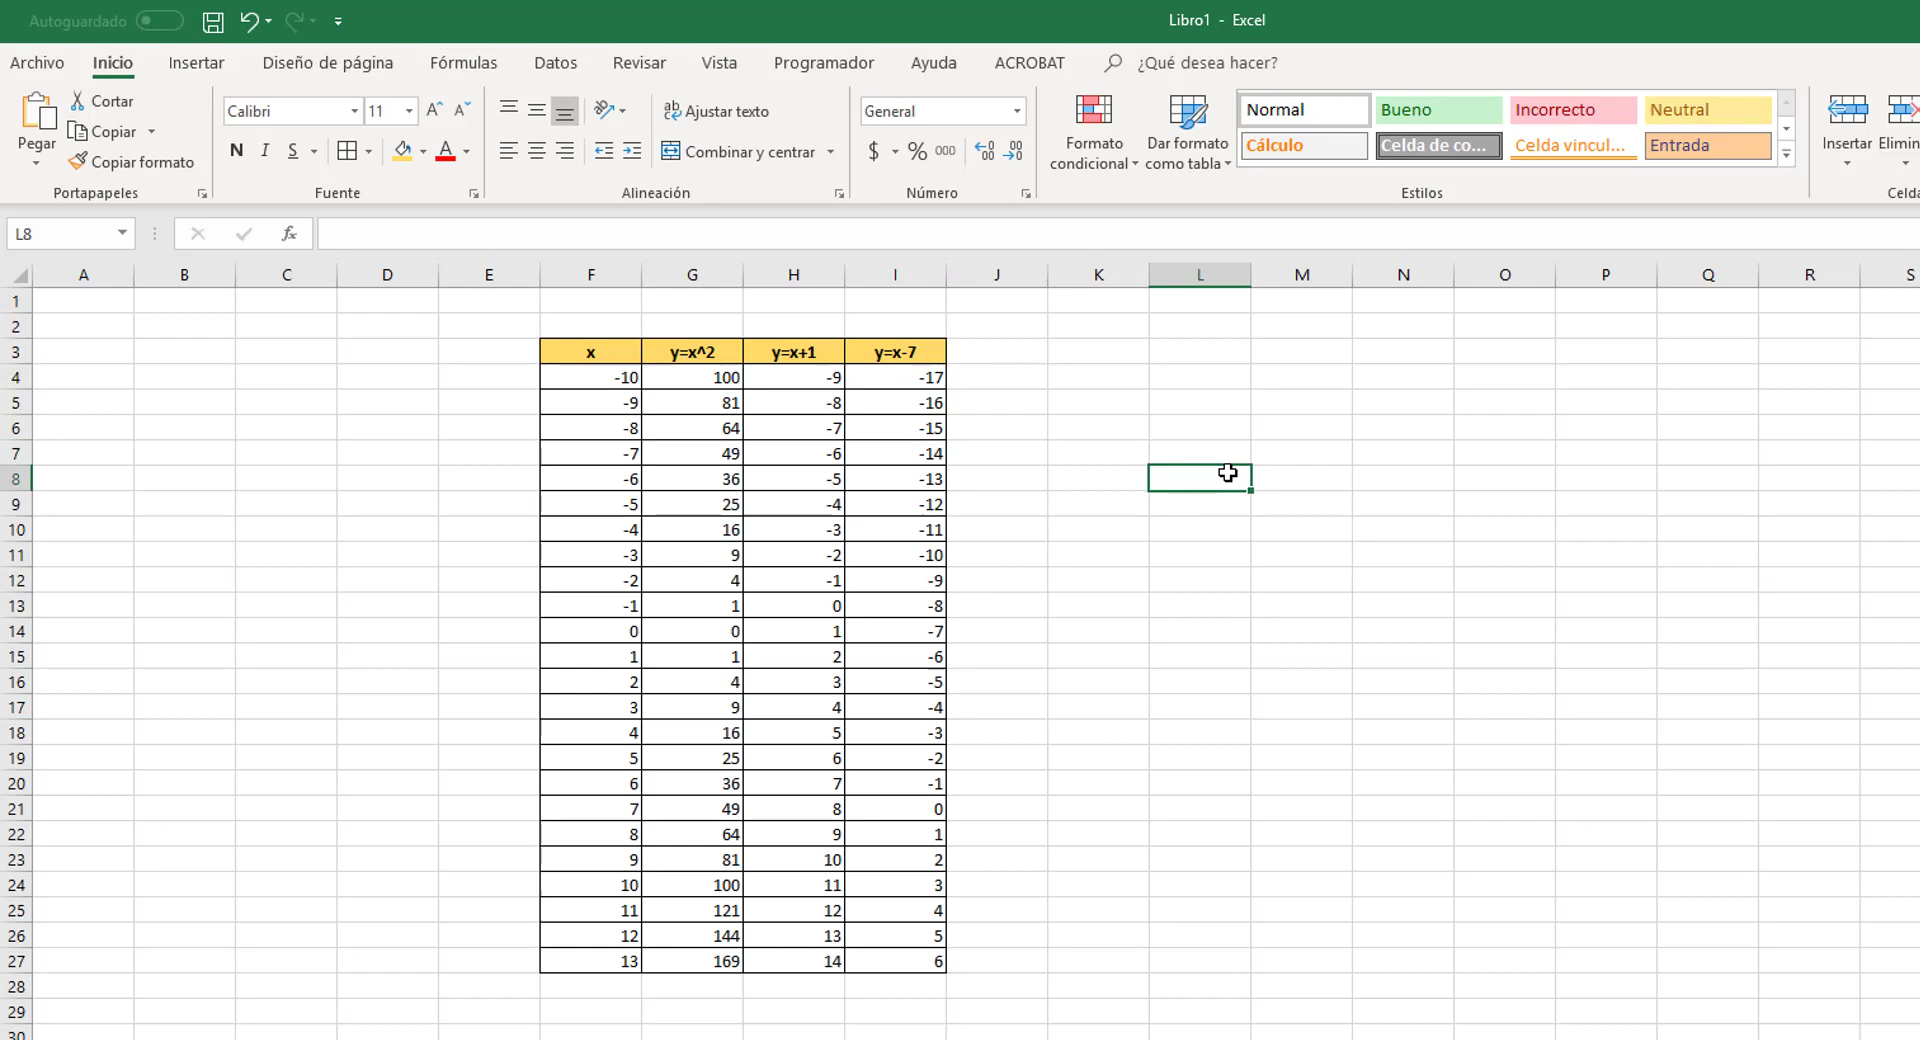 Autoguardado
Libro1 - Excel
Archivo Inicio Insertar Diseño de página Fórmulas Datos Revisar Vista Programador Ayuda ACROBAT ¿Qué desea hacer?
Pegar
Cortar
Copiar
Copiar formato
Portapapeles
Calibri 11
N I S
Fuente
Ajustar texto
Combinar y centrar
Alineación
General
$ % 000
Número
Formato condicional
Dar formato como tabla
Normal Bueno Incorrecto Neutral
Cálculo Celda de co... Celda vincul... Entrada
Estilos
Insertar Elimin
Celda
L8 fx
A B C D E F G H I J K L M N O P Q R S
1
2
3 x y=x^2 y=x+1 y=x-7
4 -10 100 -9 -17
5 -9 81 -8 -16
6 -8 64 -7 -15
7 -7 49 -6 -14
8 -6 36 -5 -13
9 -5 25 -4 -12
10 -4 16 -3 -11
11 -3 9 -2 -10
12 -2 4 -1 -9
13 -1 1 0 -8
14 0 0 1 -7
15 1 1 2 -6
16 2 4 3 -5
17 3 9 4 -4
18 4 16 5 -3
19 5 25 6 -2
20 6 36 7 -1
21 7 49 8 0
22 8 64 9 1
23 9 81 10 2
24 10 100 11 3
25 11 121 12 4
26 12 144 13 5
27 13 169 14 6
28
29
30